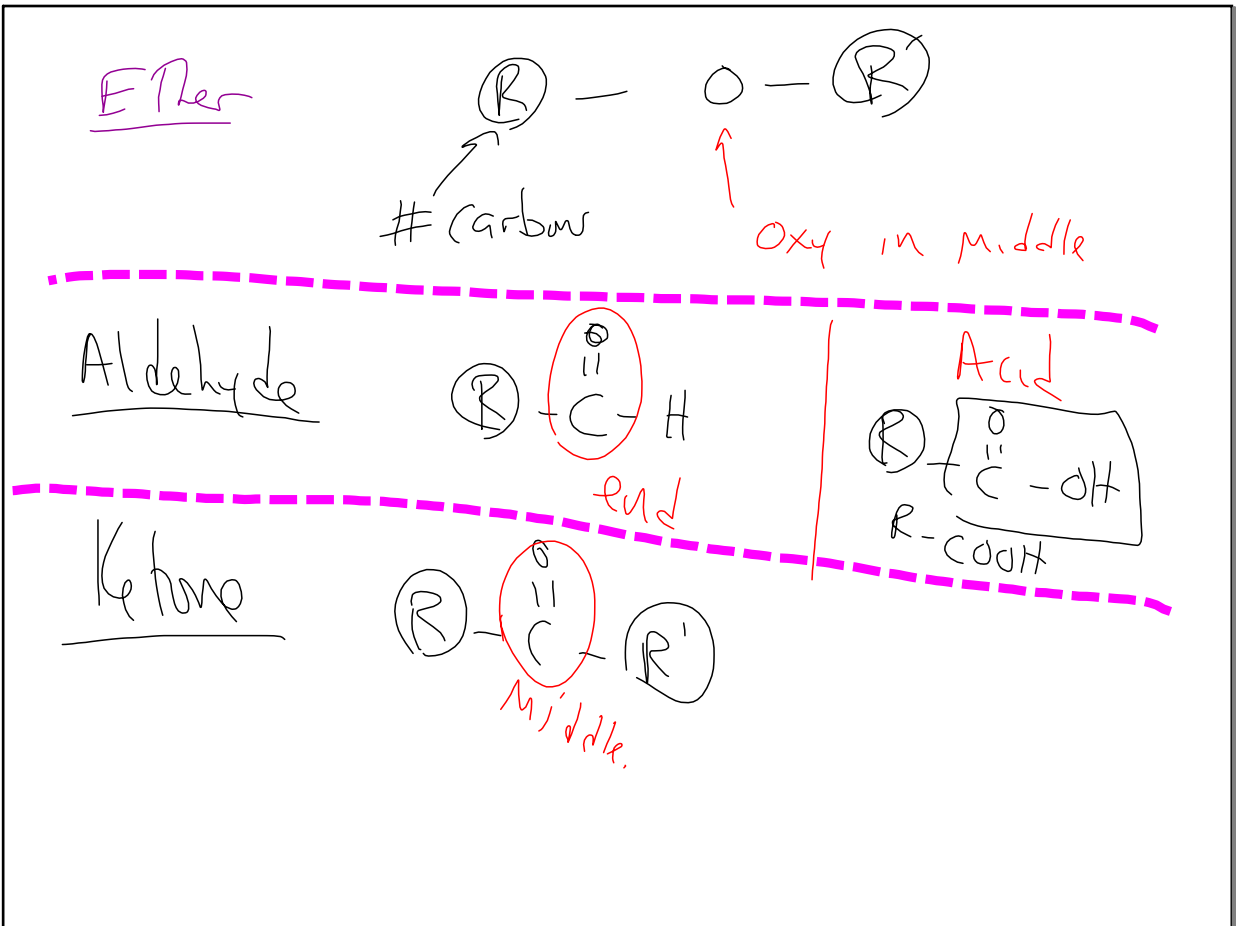 Ether
R — O — R'
# carbons
Oxy in middle
Aldehyde
O
||
R - C - H
end
Acid
O
||
R - C - OH
R - COOH
Ketone
O
||
R - C - R'
Middle.